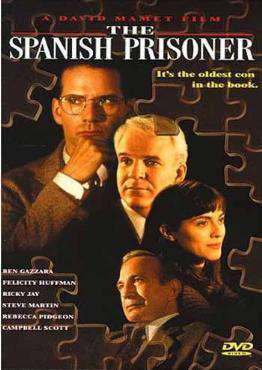 A DAVID MAMET FILM
THE
SPANISH PRISONER
It's the oldest con
in the book.
BEN GAZZARA
FELICITY HUFFMAN
RICKY JAY
STEVE MARTIN
REBECCA PIDGEON
CAMPBELL SCOTT
DVD
VIDEO